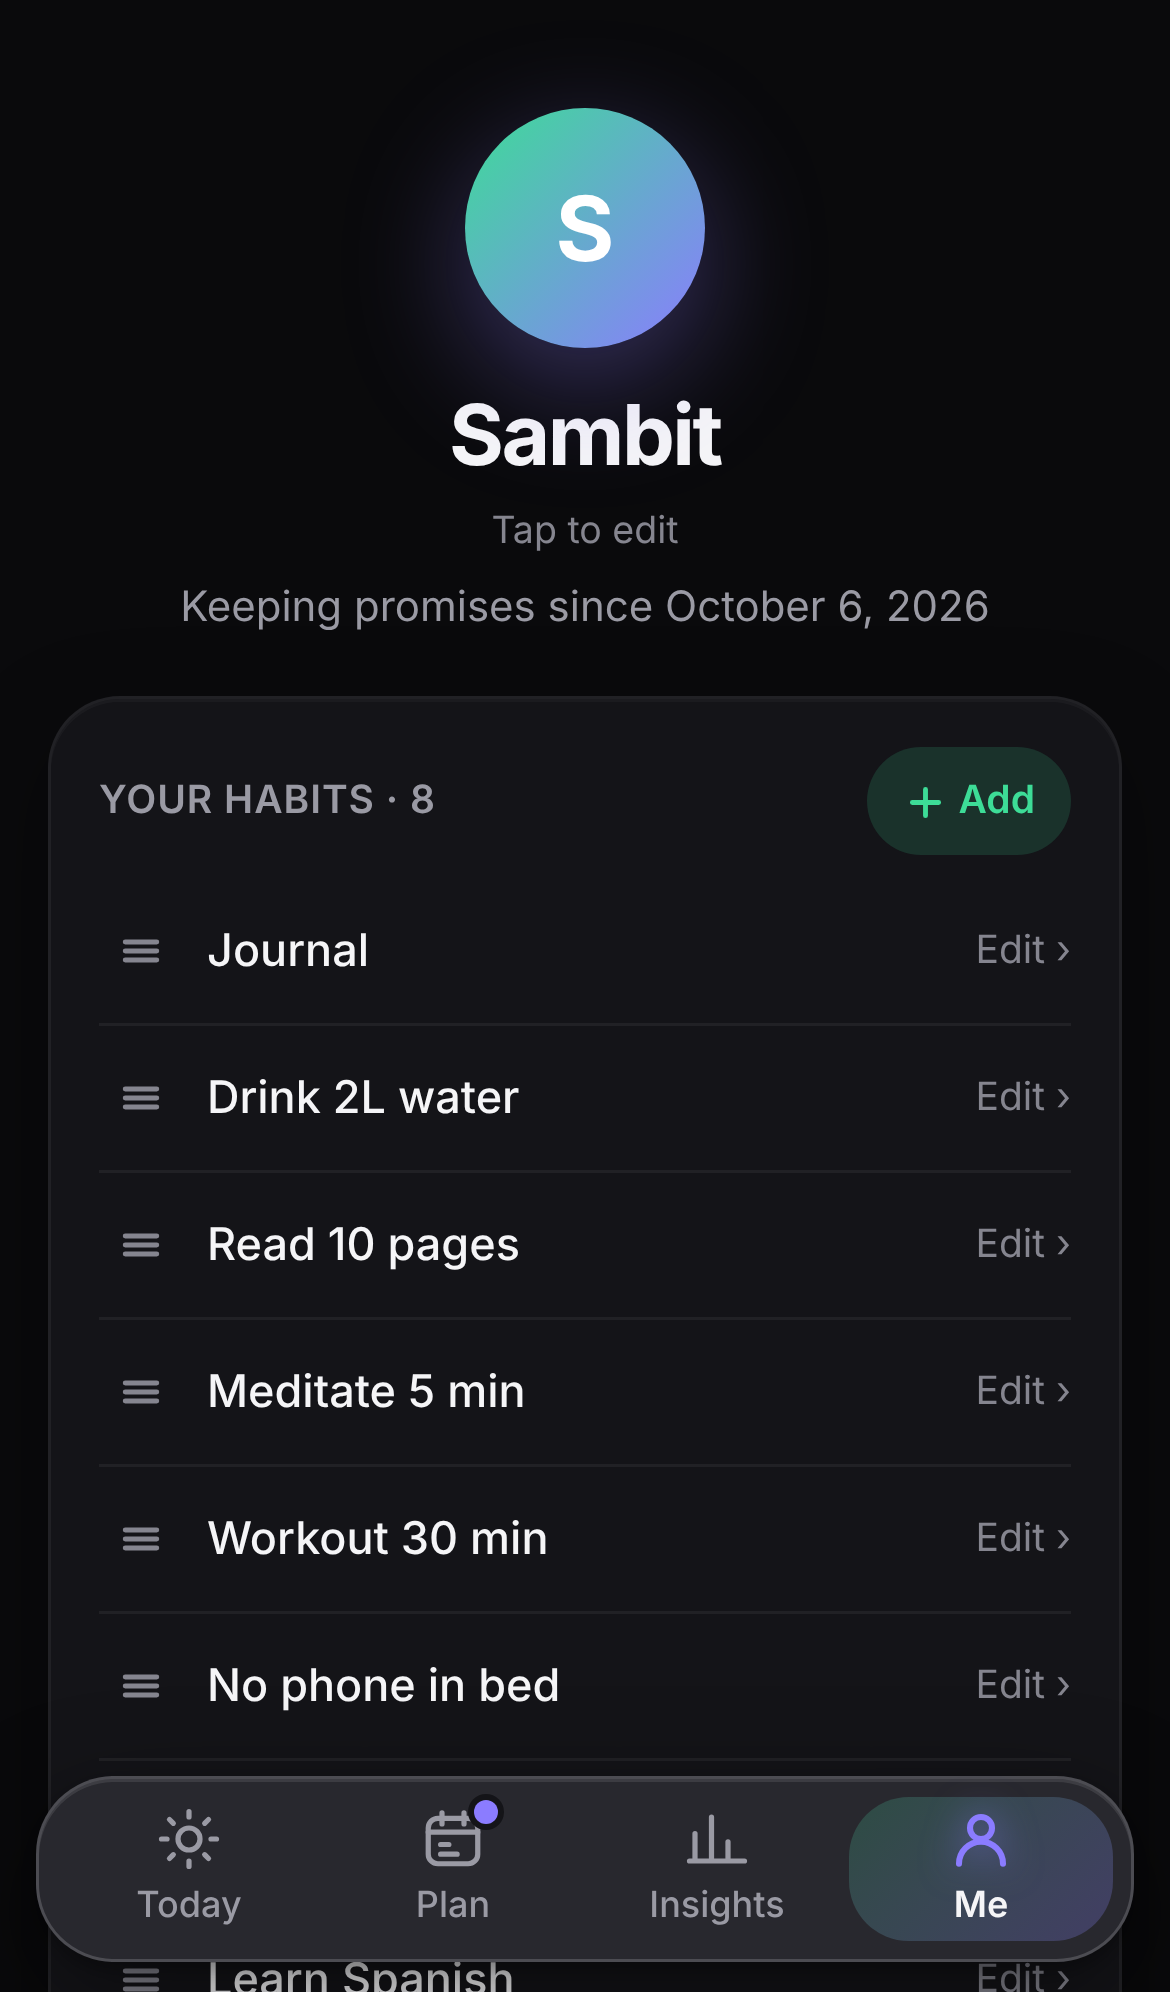 S
Sambit
Tap to edit
Keeping promises since October 6, 2026
YOUR HABITS · 8
+ Add
Journal Edit ›
Drink 2L water Edit ›
Read 10 pages Edit ›
Meditate 5 min Edit ›
Workout 30 min Edit ›
No phone in bed Edit ›
Today Plan Insights Me
Learn Spanish Edit ›